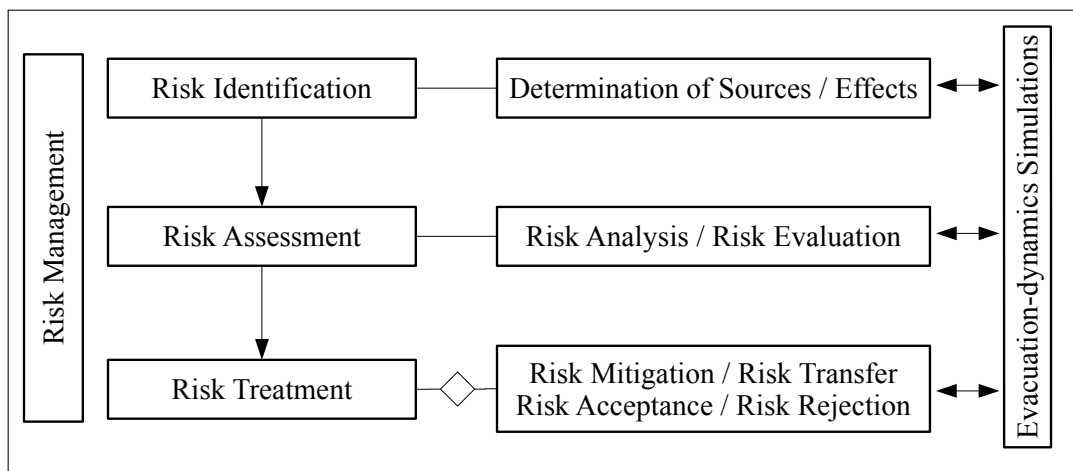 Risk Management
Risk Identification
Determination of Sources / Effects
Risk Assessment
Risk Analysis / Risk Evaluation
Risk Treatment
Risk Mitigation / Risk Transfer
Risk Acceptance / Risk Rejection
Evacuation-dynamics Simulations